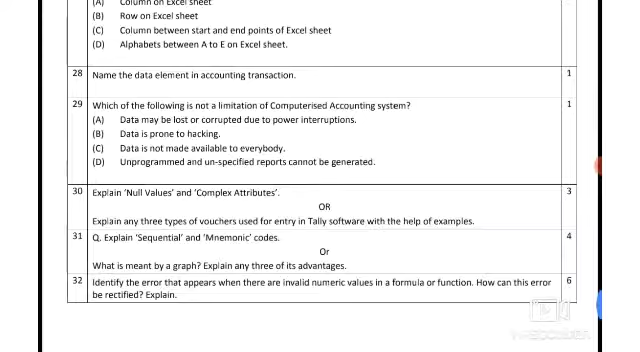 (A) Column on Excel sheet
(B) Row on Excel sheet
(C) Column between start and end points of Excel sheet
(D) Alphabets between A to E on Excel sheet.
28 Name the data element in accounting transaction. 1
29 Which of the following is not a limitation of Computerised Accounting system? 1
(A) Data may be lost or corrupted due to power interruptions.
(B) Data is prone to hacking.
(C) Data is not made available to everybody.
(D) Unprogrammed and un-specified reports cannot be generated.
30 Explain ‘Null Values’ and ‘Complex Attributes’. 3
OR
Explain any three types of vouchers used for entry in Tally software with the help of examples.
31 Q. Explain ‘Sequential’ and ‘Mnemonic’ codes. 4
Or
What is meant by a graph? Explain any three of its advantages.
32 Identify the error that appears when there are invalid numeric values in a formula or function. How can this error 6
be rectified? Explain.